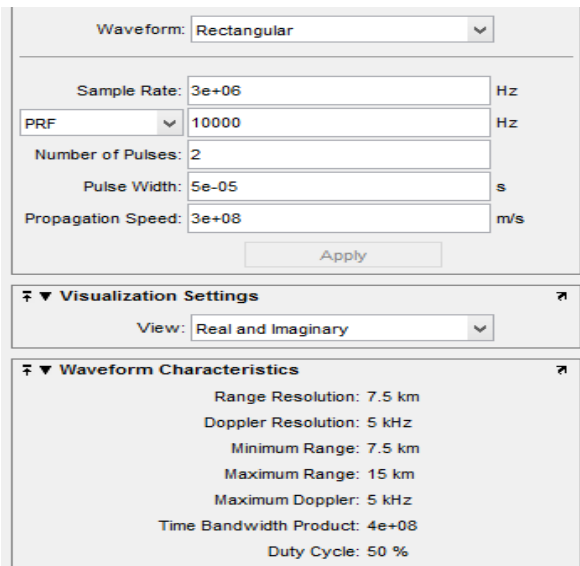 Waveform: Rectangular
Sample Rate: 3e+06 Hz
PRF 10000 Hz
Number of Pulses: 2
Pulse Width: 5e-05 s
Propagation Speed: 3e+08 m/s
Apply
Visualization Settings
View: Real and Imaginary
Waveform Characteristics
Range Resolution: 7.5 km
Doppler Resolution: 5 kHz
Minimum Range: 7.5 km
Maximum Range: 15 km
Maximum Doppler: 5 kHz
Time Bandwidth Product: 4e+08
Duty Cycle: 50 %